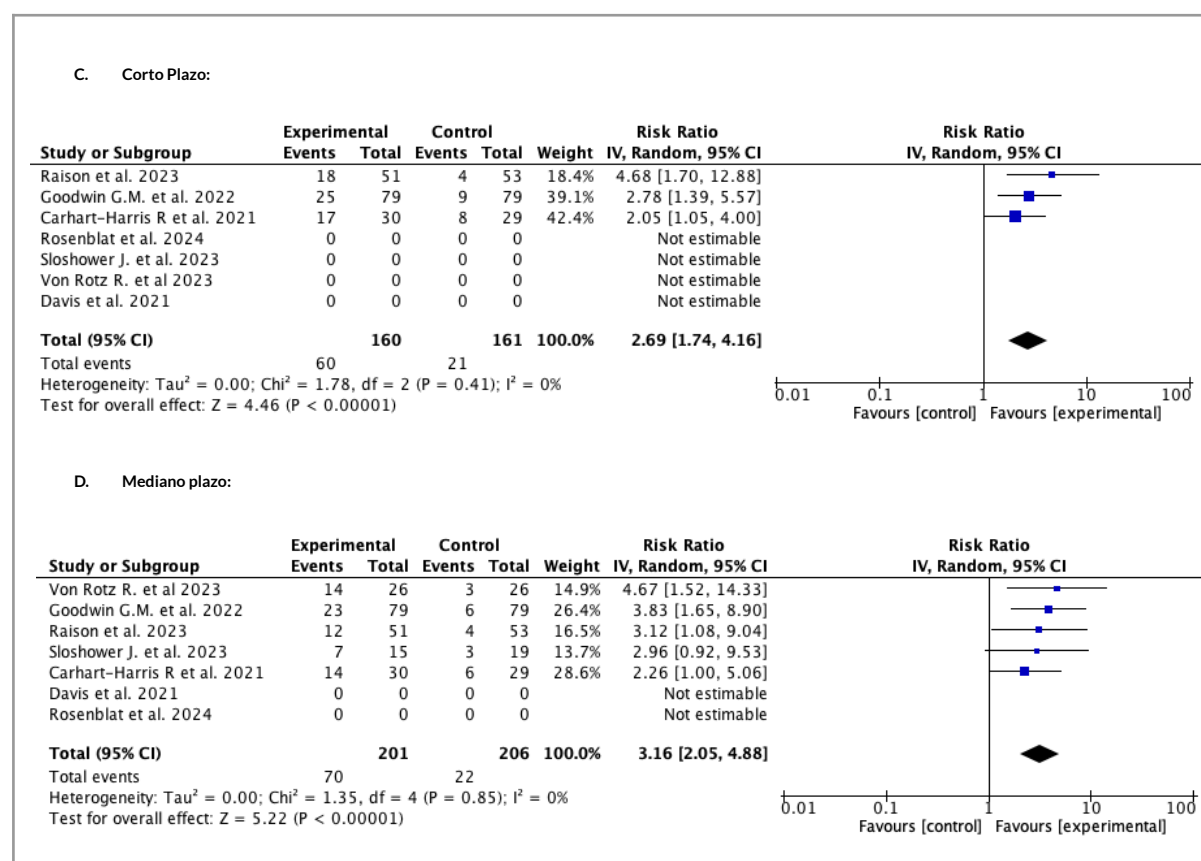 C. Corto Plazo:
Experimental Control Risk Ratio Risk Ratio
Study or Subgroup Events Total Events Total Weight IV, Random, 95% CI IV, Random, 95% CI
Raison et al. 2023 18 51 4 53 18.4% 4.68 [1.70, 12.88]
Goodwin G.M. et al. 2022 25 79 9 79 39.1% 2.78 [1.39, 5.57]
Carhart-Harris R et al. 2021 17 30 8 29 42.4% 2.05 [1.05, 4.00]
Rosenblat et al. 2024 0 0 0 0 Not estimable
Sloshower J. et al. 2023 0 0 0 0 Not estimable
Von Rotz R. et al 2023 0 0 0 0 Not estimable
Davis et al. 2021 0 0 0 0 Not estimable
Total (95% CI) 160 161 100.0% 2.69 [1.74, 4.16]
Total events 60 21
Heterogeneity: Tau² = 0.00; Chi² = 1.78, df = 2 (P = 0.41); I² = 0%
Test for overall effect: Z = 4.46 (P < 0.00001)
0.01 0.1 1 10 100
Favours [control] Favours [experimental]
D. Mediano plazo:
Experimental Control Risk Ratio Risk Ratio
Study or Subgroup Events Total Events Total Weight IV, Random, 95% CI IV, Random, 95% CI
Von Rotz R. et al 2023 14 26 3 26 14.9% 4.67 [1.52, 14.33]
Goodwin G.M. et al. 2022 23 79 6 79 26.4% 3.83 [1.65, 8.90]
Raison et al. 2023 12 51 4 53 16.5% 3.12 [1.08, 9.04]
Sloshower J. et al. 2023 7 15 3 19 13.7% 2.96 [0.92, 9.53]
Carhart-Harris R et al. 2021 14 30 6 29 28.6% 2.26 [1.00, 5.06]
Davis et al. 2021 0 0 0 0 Not estimable
Rosenblat et al. 2024 0 0 0 0 Not estimable
Total (95% CI) 201 206 100.0% 3.16 [2.05, 4.88]
Total events 70 22
Heterogeneity: Tau² = 0.00; Chi² = 1.35, df = 4 (P = 0.85); I² = 0%
Test for overall effect: Z = 5.22 (P < 0.00001)
0.01 0.1 1 10 100
Favours [control] Favours [experimental]